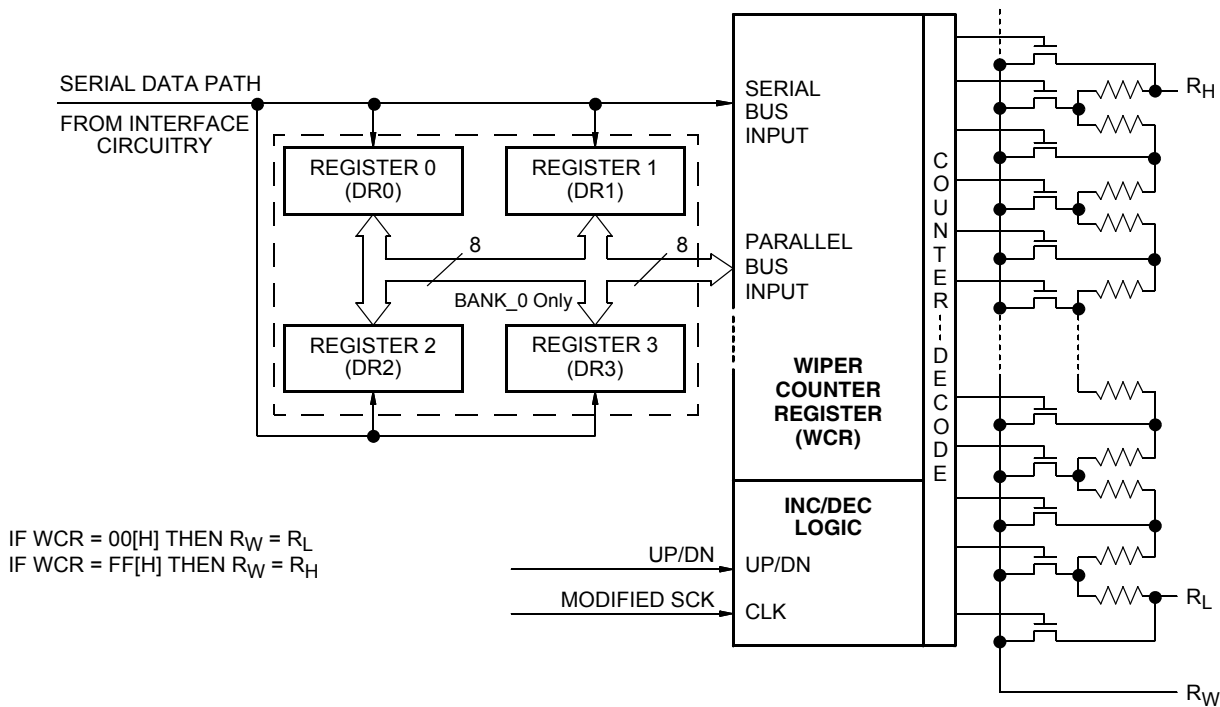 SERIAL DATA PATH
FROM INTERFACE
CIRCUITRY
REGISTER 0
(DR0)
REGISTER 1
(DR1)
8
8
BANK_0 Only
REGISTER 2
(DR2)
REGISTER 3
(DR3)
SERIAL
BUS
INPUT
PARALLEL
BUS
INPUT
WIPER
COUNTER
REGISTER
(WCR)
INC/DEC
LOGIC
UP/DN
UP/DN
MODIFIED SCK
CLK
COUNTER
DECODE
RH
RL
RW
IF WCR = 00[H] THEN RW = RL
IF WCR = FF[H] THEN RW = RH